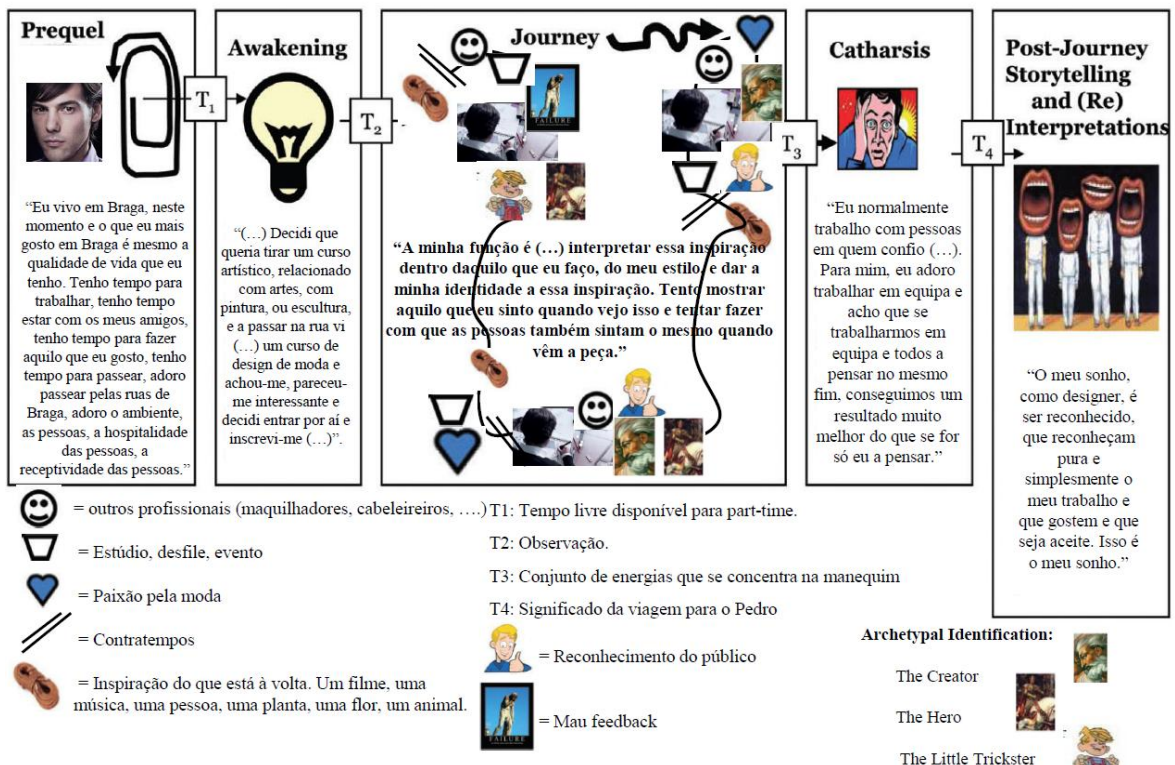 Prequel
T1
"Eu vivo em Braga, neste
momento e o que eu mais
gosto em Braga é mesmo a
qualidade de vida que eu
tenho. Tenho tempo para
trabalhar, tenho tempo
estar com os meus amigos,
tenho tempo para fazer
aquilo que eu gosto, tenho
tempo para passear, adoro
passear pelas ruas de
Braga, adoro o ambiente,
as pessoas, a hospitalidade
das pessoas, a
receptividade das pessoas."
Awakening
T2
"(…) Decidi que
queria tirar um curso
artístico, relacionado
com artes, com
pintura, ou escultura,
e a passar na rua vi
(…) um curso de
design de moda e
achou-me, pareceu-
me interessante e
decidi entrar por aí e
inscrevi-me (…)".
Journey
FAILURE
T3
"A minha função é (…) interpretar essa inspiração
dentro daquilo que eu faço, do meu estilo, e dar a
minha identidade a essa inspiração. Tento mostrar
aquilo que eu sinto quando vejo isso e tentar fazer
com que as pessoas também sintam o mesmo quando
vêm a peça."
Catharsis
T4
"Eu normalmente
trabalho com pessoas
em quem confio (…).
Para mim, eu adoro
trabalhar em equipa e
acho que se
trabalharmos em
equipa e todos a
pensar no mesmo
fim, conseguimos um
resultado muito
melhor do que se for
só eu a pensar."
Post-Journey
Storytelling
and (Re)
Interpretations
"O meu sonho,
como designer, é
ser reconhecido,
que reconheçam
pura e
simplesmente o
meu trabalho e
que gostem e que
seja aceite. Isso é
o meu sonho."
= outros profissionais (maquilhadores, cabeleireiros, ….)
= Estúdio, desfile, evento
= Paixão pela moda
= Contratempos
= Inspiração do que está à volta. Um filme, uma
música, uma pessoa, uma planta, uma flor, um animal.
T1: Tempo livre disponível para part-time.
T2: Observação.
T3: Conjunto de energias que se concentra na manequim
T4: Significado da viagem para o Pedro
= Reconhecimento do público
FAILURE
= Mau feedback
Archetypal Identification:
The Creator
The Hero
The Little Trickster